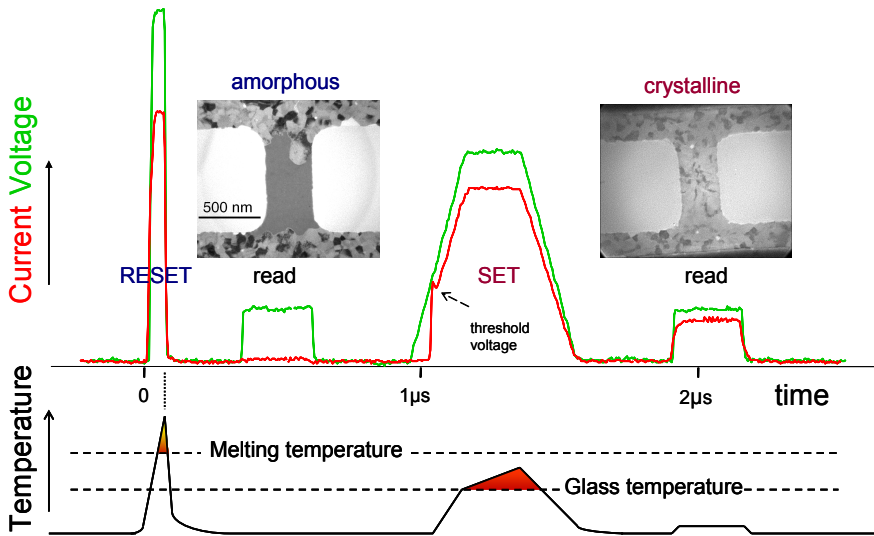 Current Voltage
amorphous
crystalline
500 nm
RESET
read
SET
read
threshold
voltage
0
1µs
2µs
time
Temperature
Melting temperature
Glass temperature